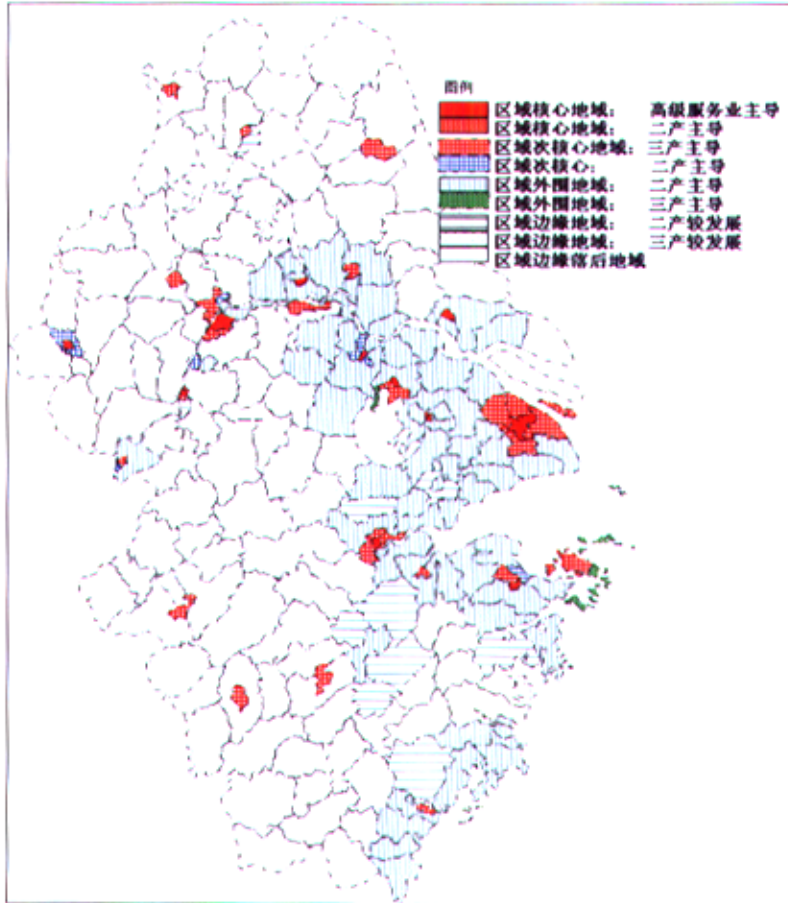 图例
区域核心地域： 高级服务业主导
区域核心地域： 二产主导
区域次核心地域： 三产主导
区域次核心： 二产主导
区域外围地域： 二产主导
区域外围地域： 三产主导
区域边缘地域： 二产较发展
区域边缘地域： 三产较发展
区域边缘落后地域